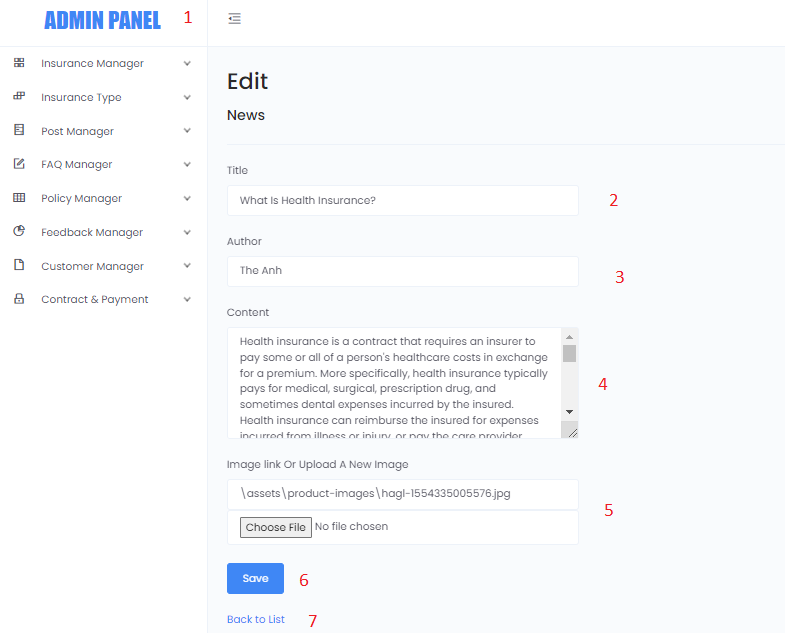 ADMIN PANEL 1
Insurance Manager
Insurance Type
Post Manager
FAQ Manager
Policy Manager
Feedback Manager
Customer Manager
Contract & Payment
Edit
News
Title
What Is Health Insurance? 2
Author
The Anh 3
Content
Health insurance is a contract that requires an insurer to
pay some or all of a person's healthcare costs in exchange
for a premium. More specifically, health insurance typically
pays for medical, surgical, prescription drug, and
sometimes dental expenses incurred by the insured. 4
Health insurance can reimburse the insured for expenses
incurred from illness or injury, or pay the care provider
Image link Or Upload A New Image
\assets\product-images\hagl-1554335005576.jpg 5
Choose File No file chosen
Save 6
Back to List 7